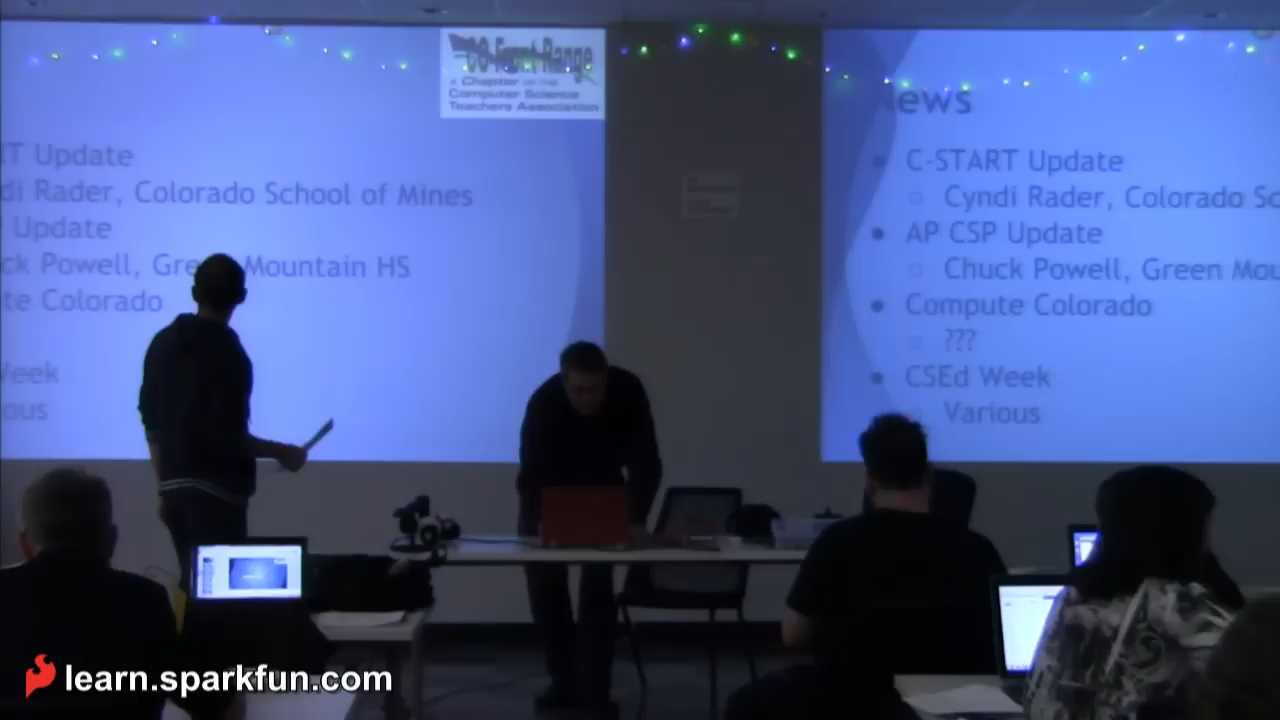 CO Front Range
A Chapter of the
Computer Science
Teachers Association
Update
di Rader, Colorado School of Mines
Update
ck Powell, Green Mountain HS
te Colorado
Week
ous
News
C-START Update
Cyndi Rader, Colorado Sc
AP CSP Update
Chuck Powell, Green Mou
Compute Colorado
???
CSEd Week
Various
learn.sparkfun.com